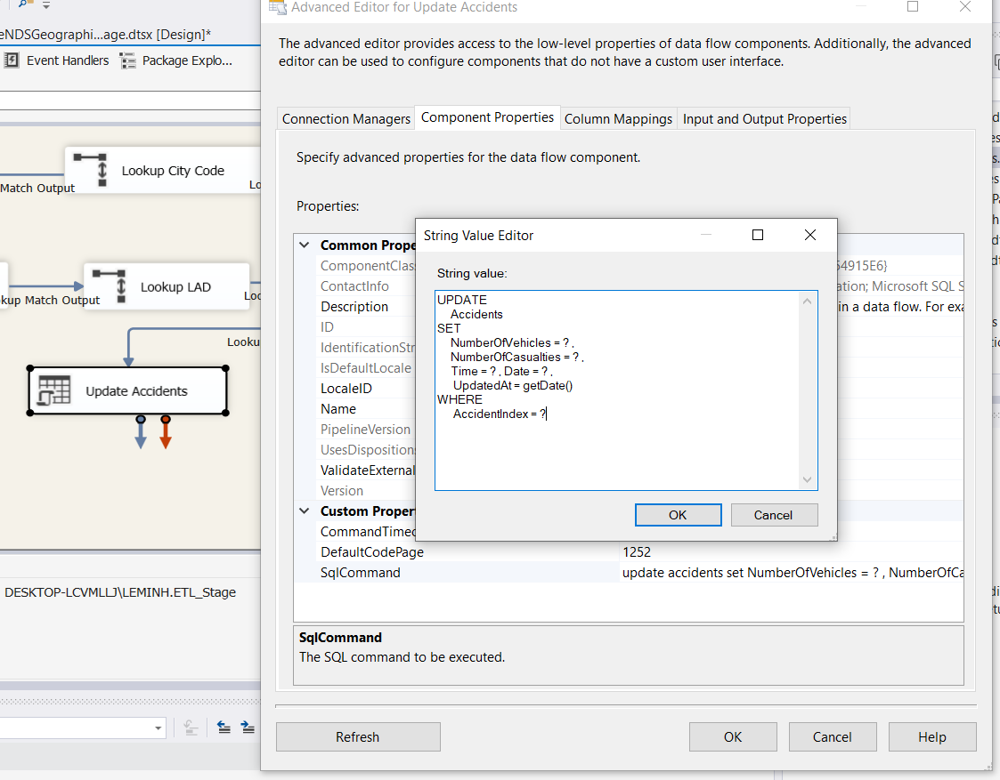 Advanced Editor for Update Accidents
eNDSGeographi...age.dtsx [Design]*
Event Handlers
Package Explo...
The advanced editor provides access to the low-level properties of data flow components. Additionally, the advanced
editor can be used to configure components that do not have a custom user interface.
Connection Managers
Component Properties
Column Mappings
Input and Output Properties
Specify advanced properties for the data flow component.
Properties:
Lookup City Code
Match Output
Lo
Lookup LAD
kup Match Output
Loo
Looku
Update Accidents
Common Prope
ComponentClas
54915E6}
ContactInfo
ation; Microsoft SQL S
Description
in a data flow. For exa
ID
IdentificationStr
IsDefaultLocale
LocaleID
Name
PipelineVersion
UsesDisposition
ValidateExternal
Version
Custom Proper
CommandTimeo
DefaultCodePage
1252
SqlCommand
update accidents set NumberOfVehicles = ? , NumberOfCa
String Value Editor
String value:
UPDATE
Accidents
SET
NumberOfVehicles = ? ,
NumberOfCasualties = ? ,
Time = ? , Date = ? ,
UpdatedAt = getDate()
WHERE
AccidentIndex = ?
OK
Cancel
SqlCommand
The SQL command to be executed.
DESKTOP-LCVMLLJ\LEMINH.ETL_Stage
Refresh
OK
Cancel
Help